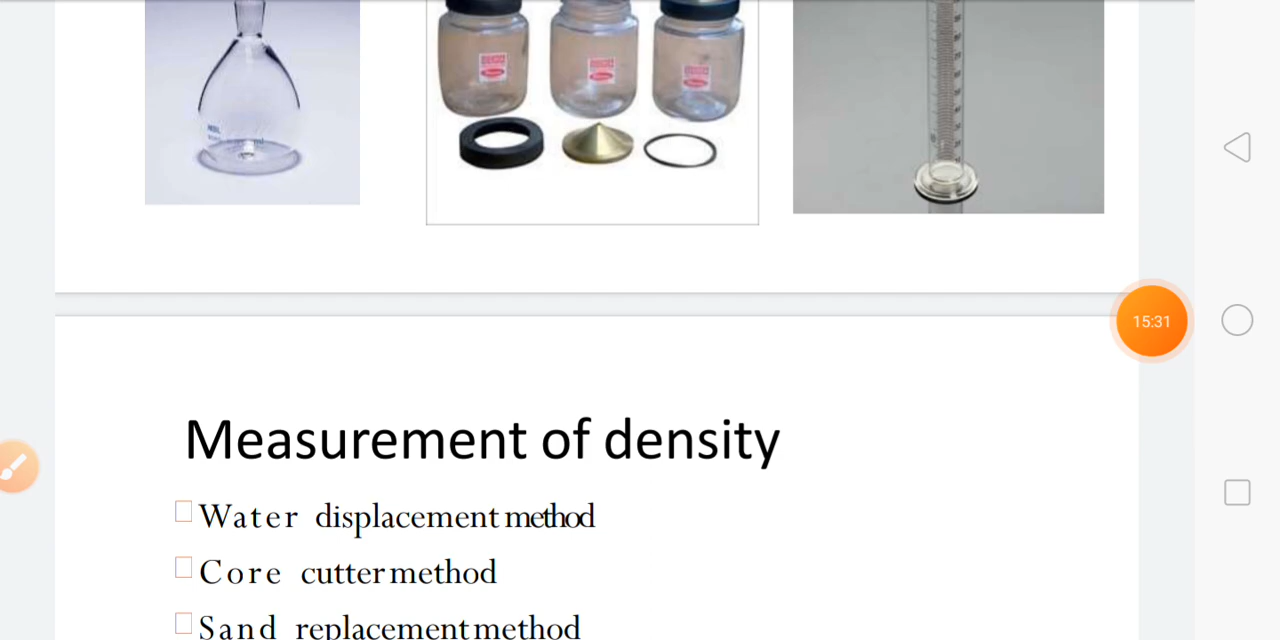 15:31
Measurement of density
Water displacement method
Core cutter method
Sand replacement method